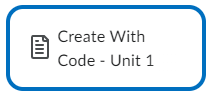 Create With
Code - Unit 1